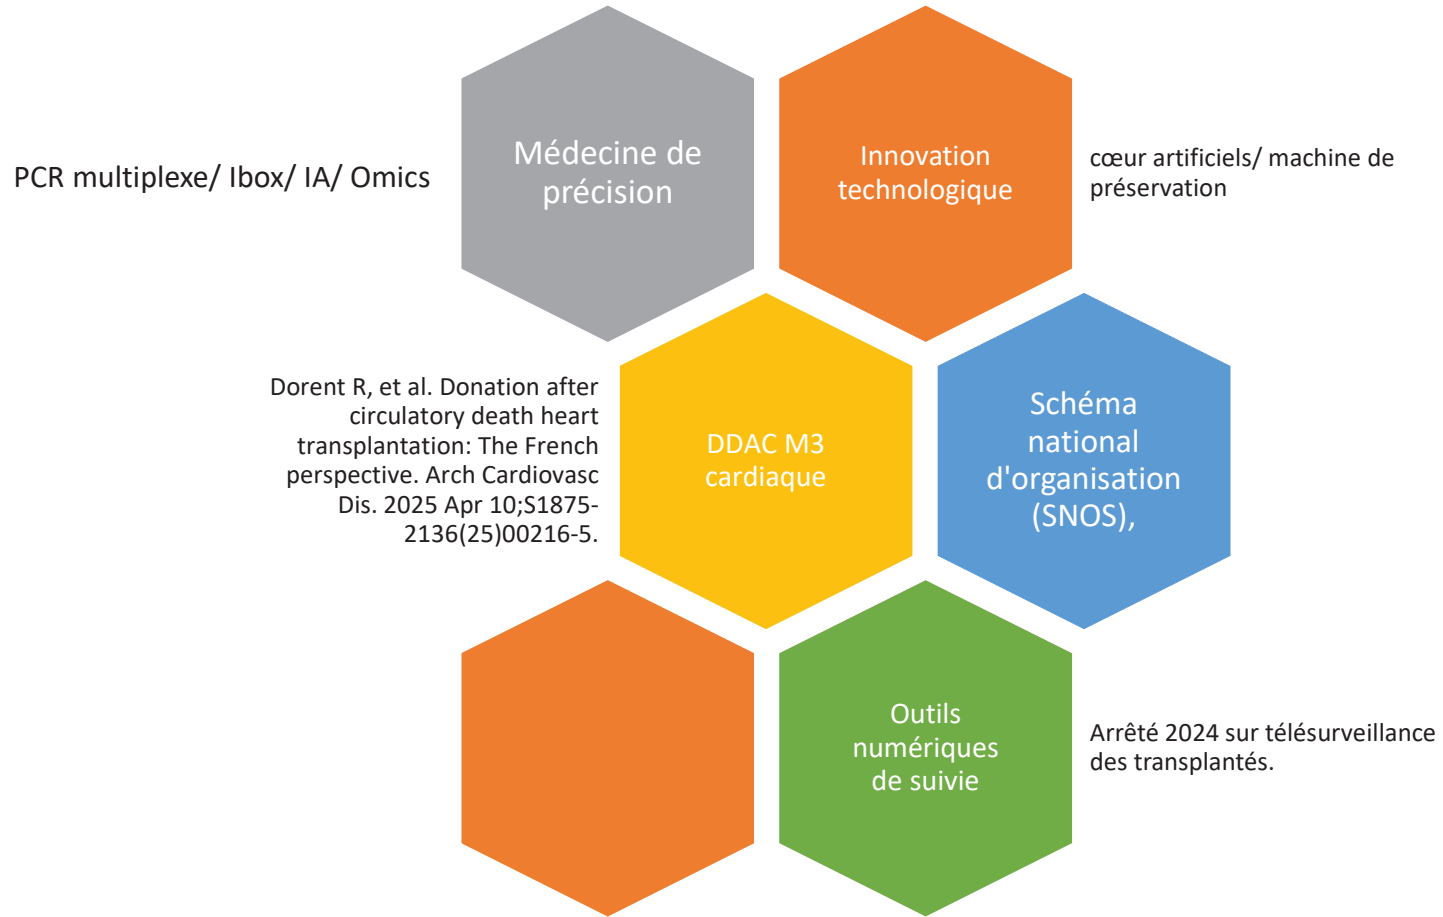 PCR multiplexe/ Ibox/ IA/ Omics
Médecine de
précision
Innovation
technologique
cœur artificiels/ machine de
préservation
Dorent R, et al. Donation after
circulatory death heart
transplantation: The French
perspective. Arch Cardiovasc
Dis. 2025 Apr 10;S1875-
2136(25)00216-5.
DDAC M3
cardiaque
Schéma
national
d'organisation
(SNOS),
Outils
numériques
de suivie
Arrêté 2024 sur télésurveillance
des transplantés.